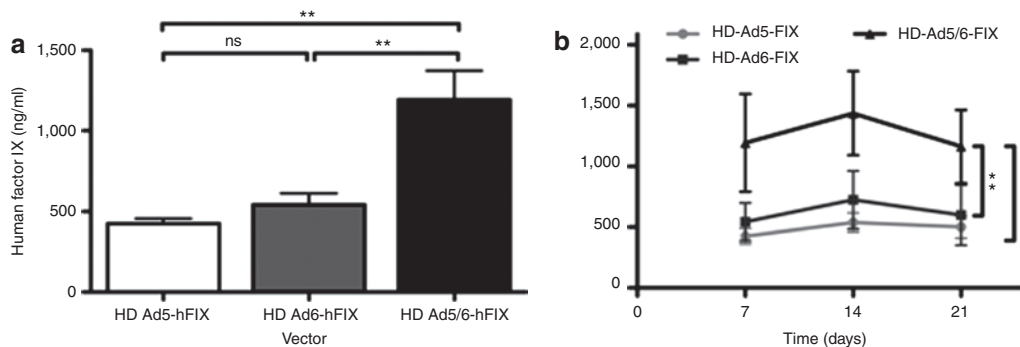 a
**
ns
**
Human factor IX (ng/ml)
1,500
1,000
500
0
HD Ad5-hFIX HD Ad6-hFIX HD Ad5/6-hFIX
Vector
b
HD-Ad5-FIX HD-Ad5/6-FIX
HD-Ad6-FIX
2,000
1,500
1,000
500
0
**
0 7 14 21
Time (days)